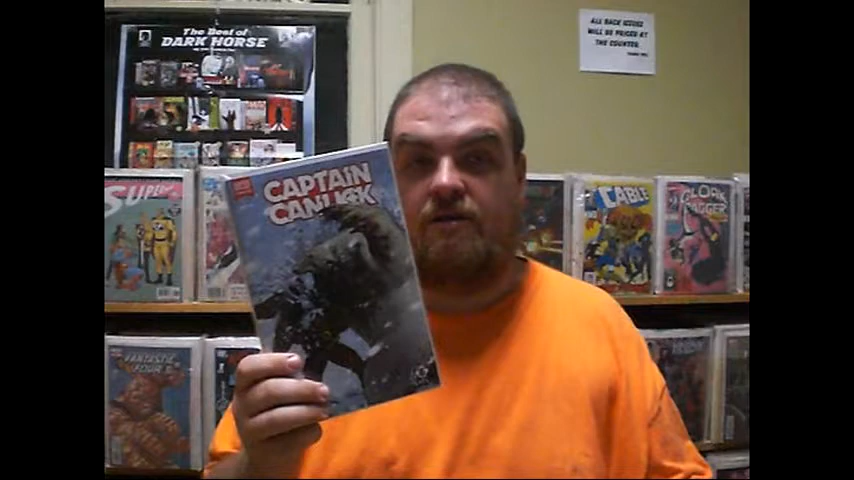 The Best of
DARK HORSE
ALL BACK ISSUES
WILL BE PRICED AT
THE COUNTER.
CAPTAIN
CANUCK
SUPER
CABLE
CLOAK
DAGGER
FANTASTIC
FOUR